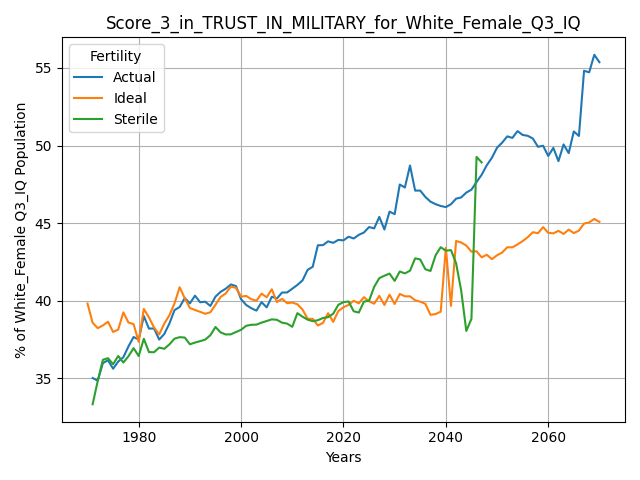 Score_3_in_TRUST_IN_MILITARY_for_White_Female_Q3_IQ
Fertility
Actual
Ideal
Sterile
% of White_Female Q3_IQ Population
55
50
45
40
35
1980
2000
2020
2040
2060
Years